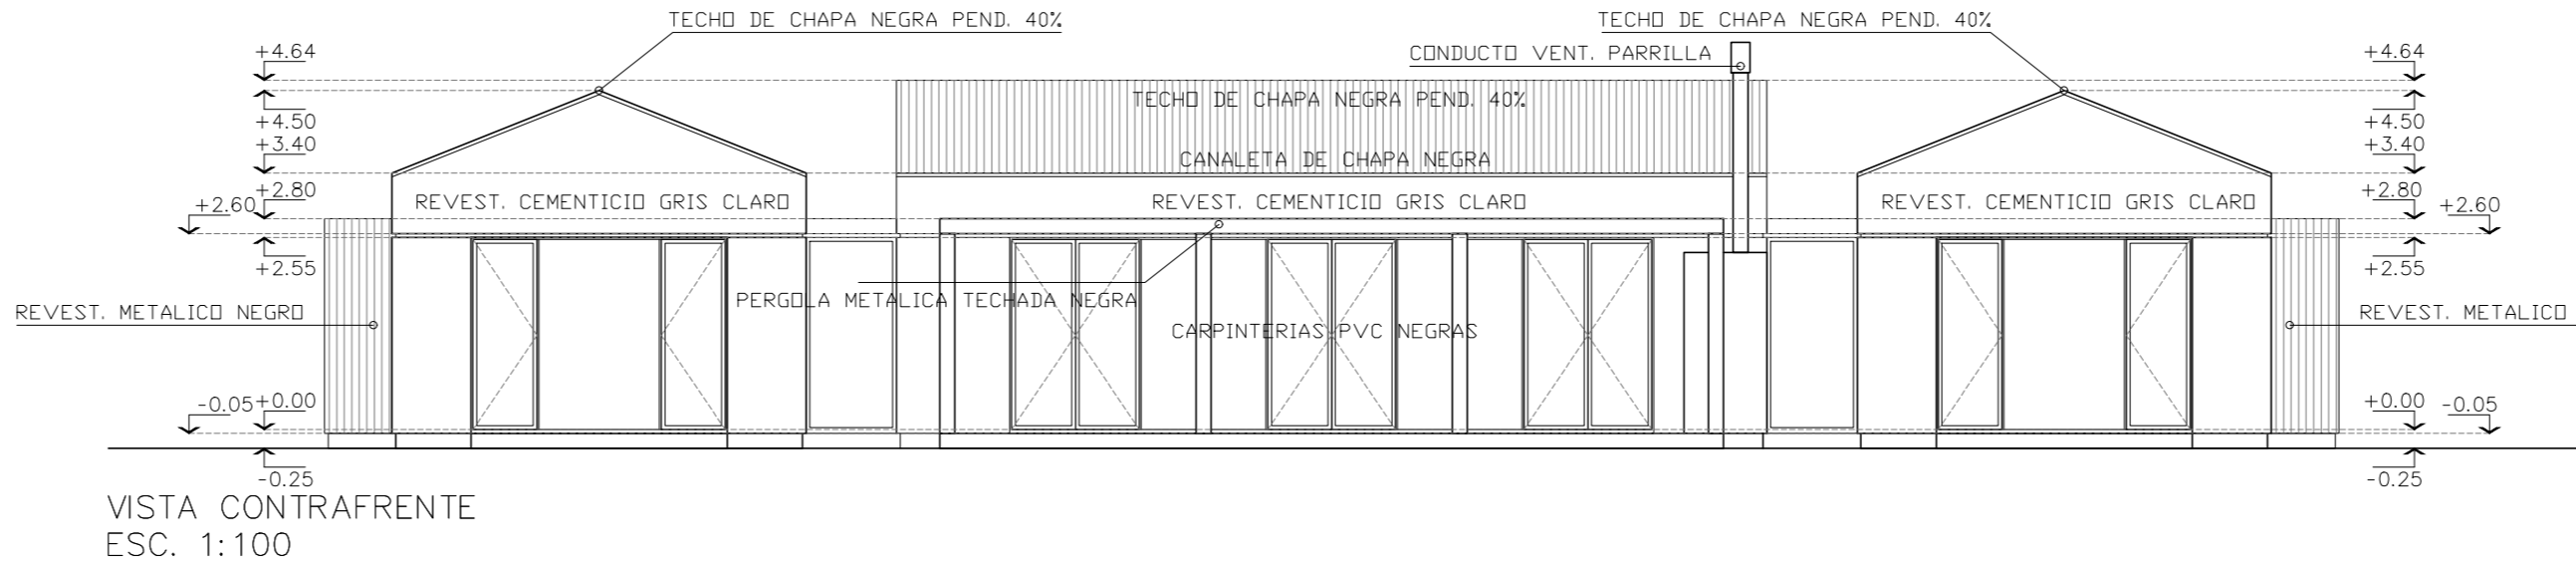 TECHO DE CHAPA NEGRA PEND. 40%
TECHO DE CHAPA NEGRA PEND. 40%
CONDUCTO VENT. PARRILLA
+4.64
+4.64
TECHO DE CHAPA NEGRA PEND. 40%
+4.50
+4.50
+3.40
+3.40
CANALETA DE CHAPA NEGRA
+2.80
+2.80
+2.60
REVEST. CEMENTICIO GRIS CLARO
REVEST. CEMENTICIO GRIS CLARO
REVEST. CEMENTICIO GRIS CLARO
+2.60
+2.55
+2.55
PERGOLA METALICA TECHADA NEGRA
REVEST. METALICO NEGRO
REVEST. METALICO
CARPINTERIAS PVC NEGRAS
-0.05
+0.00
+0.00
-0.05
-0.25
-0.25
VISTA CONTRAFRENTE
ESC. 1:100